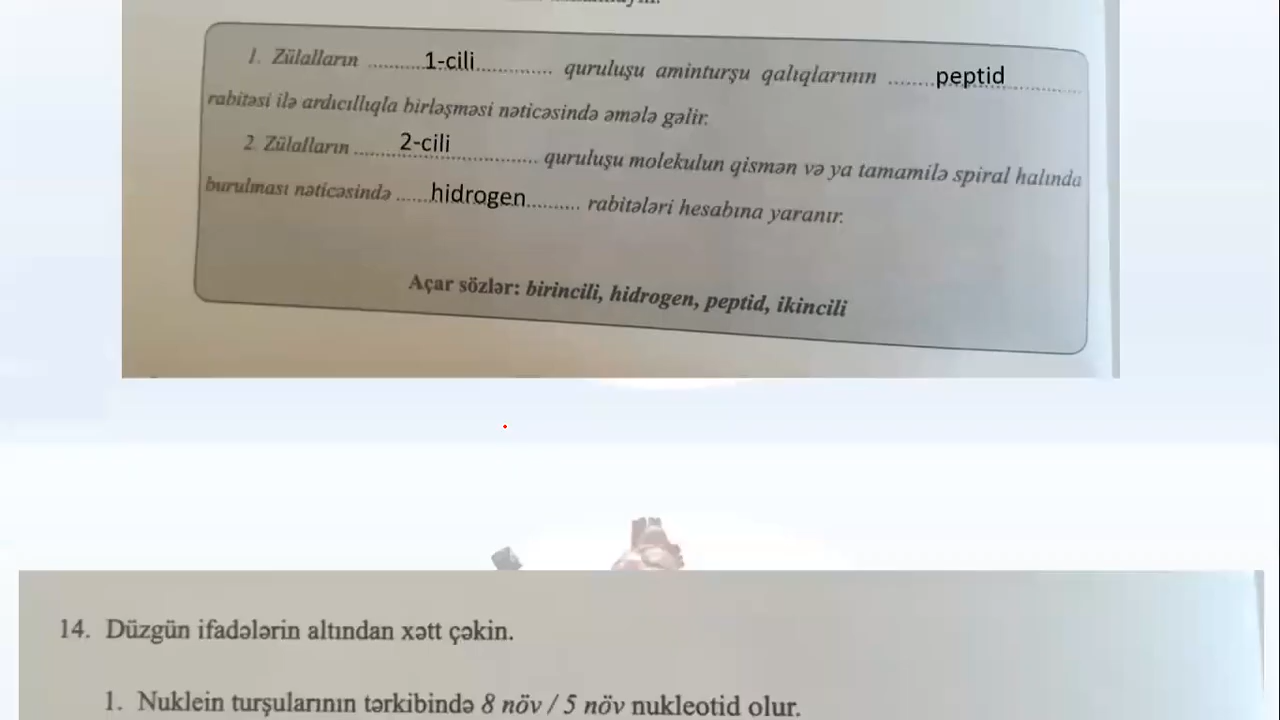 1. Zülalların ..........1-cili................ quruluşu aminturşu qalıqlarının ........peptid............
rabitəsi ilə ardıcıllıqla birləşməsi nəticəsində əmələ gəlir.
2. Zülalların ........2-cili................ quruluşu molekulun qismən və ya tamamilə spiral halında
burulması nəticəsində ......hidrogen.......... rabitələri hesabına yaranır.
Açar sözlər: birincili, hidrogen, peptid, ikincili
14. Düzgün ifadələrin altından xətt çəkin.
1. Nuklein turşularının tərkibində 8 növ / 5 növ nukleotid olur.